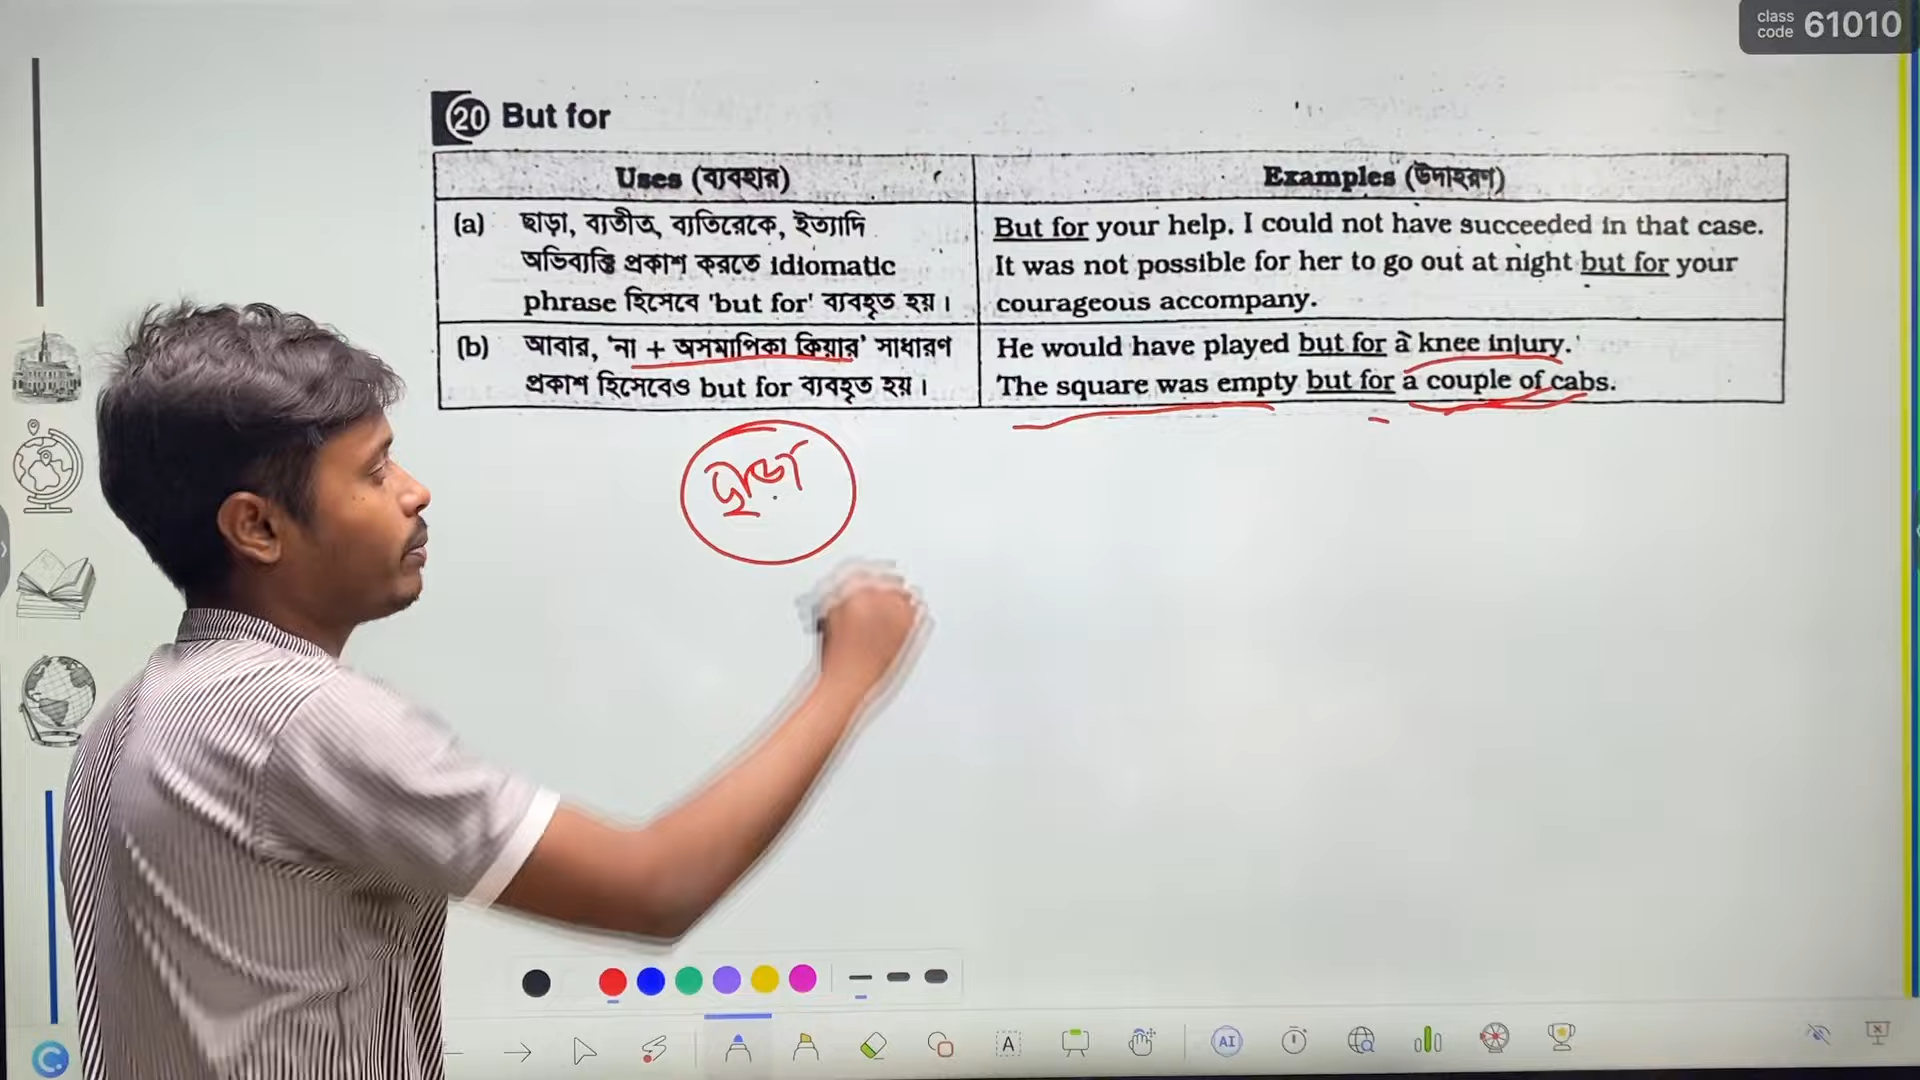 class
code 61010
20 But for
Uses (ব্যবহার)
Examples (উদাহরণ)
(a) ছাড়া, ব্যতীত, ব্যতিরেকে, ইত্যাদি
অভিব্যক্তি প্রকাশ করতে idiomatic
phrase হিসেবে 'but for' ব্যবহৃত হয়।
But for your help. I could not have succeeded in that case.
It was not possible for her to go out at night but for your
courageous accompany.
(b) আবার, 'না + অসমাপিকা ক্রিয়ার' সাধারণ
প্রকাশ হিসেবেও but for ব্যবহৃত হয়।
He would have played but for a knee injury.
The square was empty but for a couple of cabs.
ছাড়া
A
AI